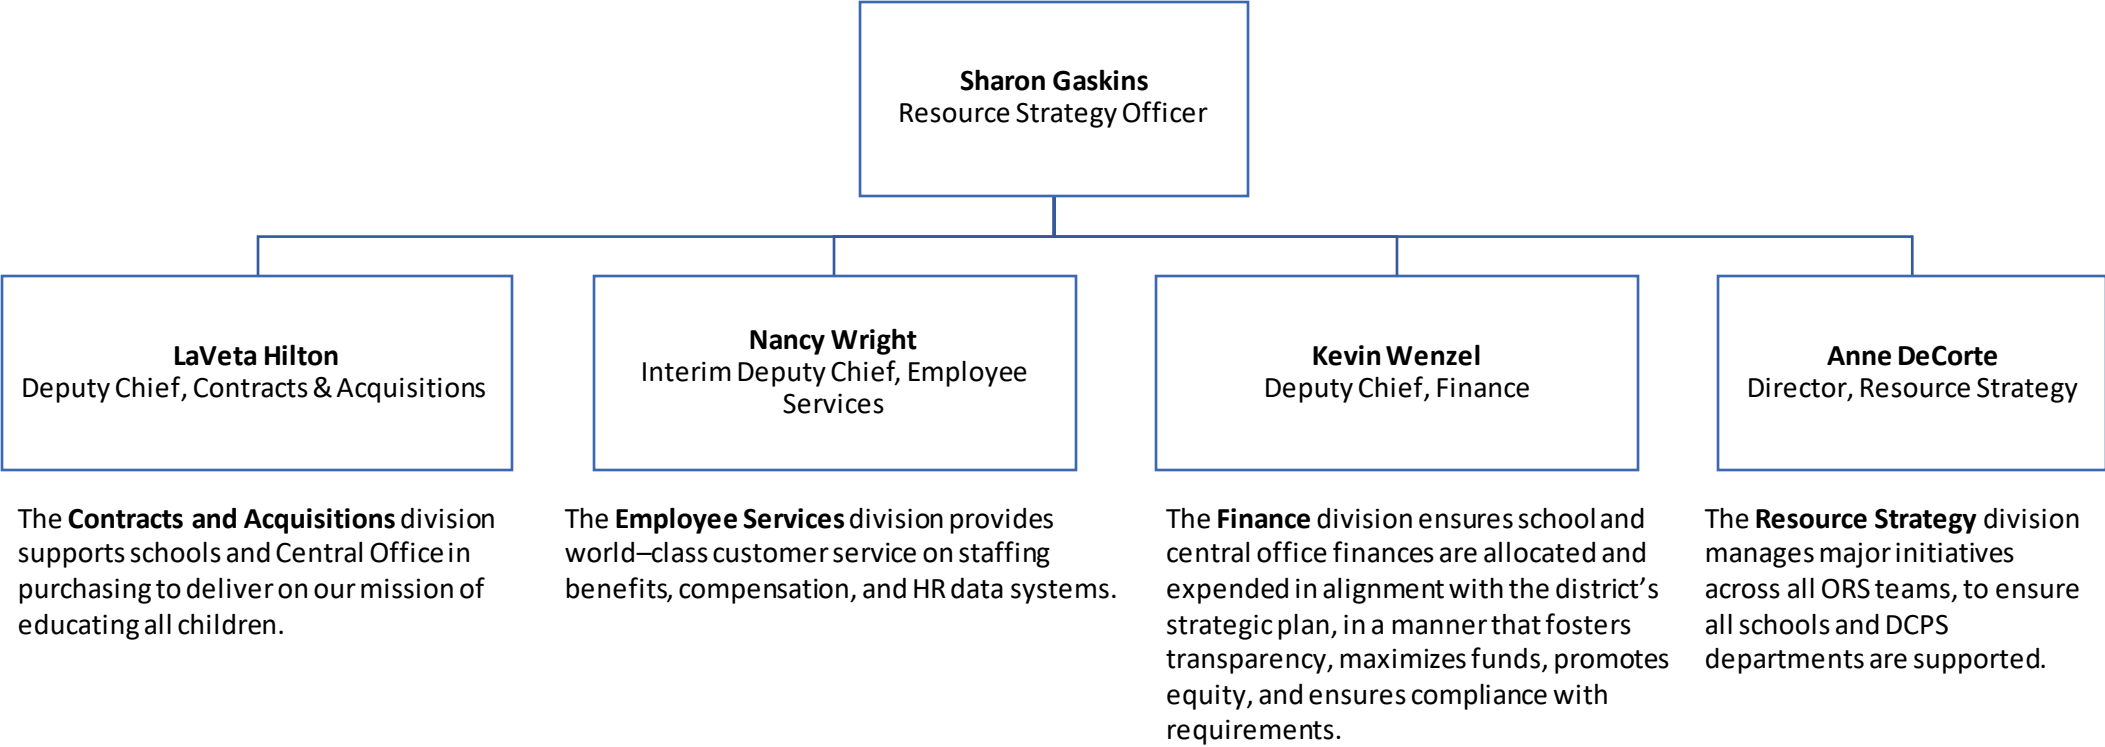 Sharon Gaskins
Resource Strategy Officer
LaVeta Hilton
Deputy Chief, Contracts & Acquisitions
Nancy Wright
Interim Deputy Chief, Employee
Services
Kevin Wenzel
Deputy Chief, Finance
Anne DeCorte
Director, Resource Strategy
The Contracts and Acquisitions division
supports schools and Central Office in
purchasing to deliver on our mission of
educating all children.
The Employee Services division provides
world–class customer service on staffing
benefits, compensation, and HR data systems.
The Finance division ensures school and
central office finances are allocated and
expended in alignment with the district’s
strategic plan, in a manner that fosters
transparency, maximizes funds, promotes
equity, and ensures compliance with
requirements.
The Resource Strategy division
manages major initiatives
across all ORS teams, to ensure
all schools and DCPS
departments are supported.